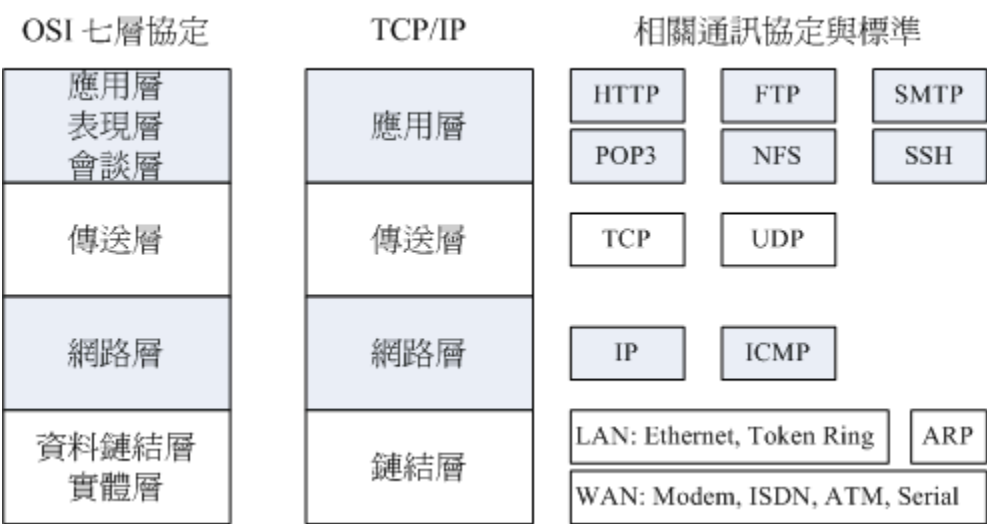 OSI 七層協定
TCP/IP
相關通訊協定與標準
應用層
表現層
會談層
應用層
HTTP
FTP
SMTP
POP3
NFS
SSH
傳送層
傳送層
TCP
UDP
網路層
網路層
IP
ICMP
資料鏈結層
實體層
鏈結層
LAN: Ethernet, Token Ring
ARP
WAN: Modem, ISDN, ATM, Serial